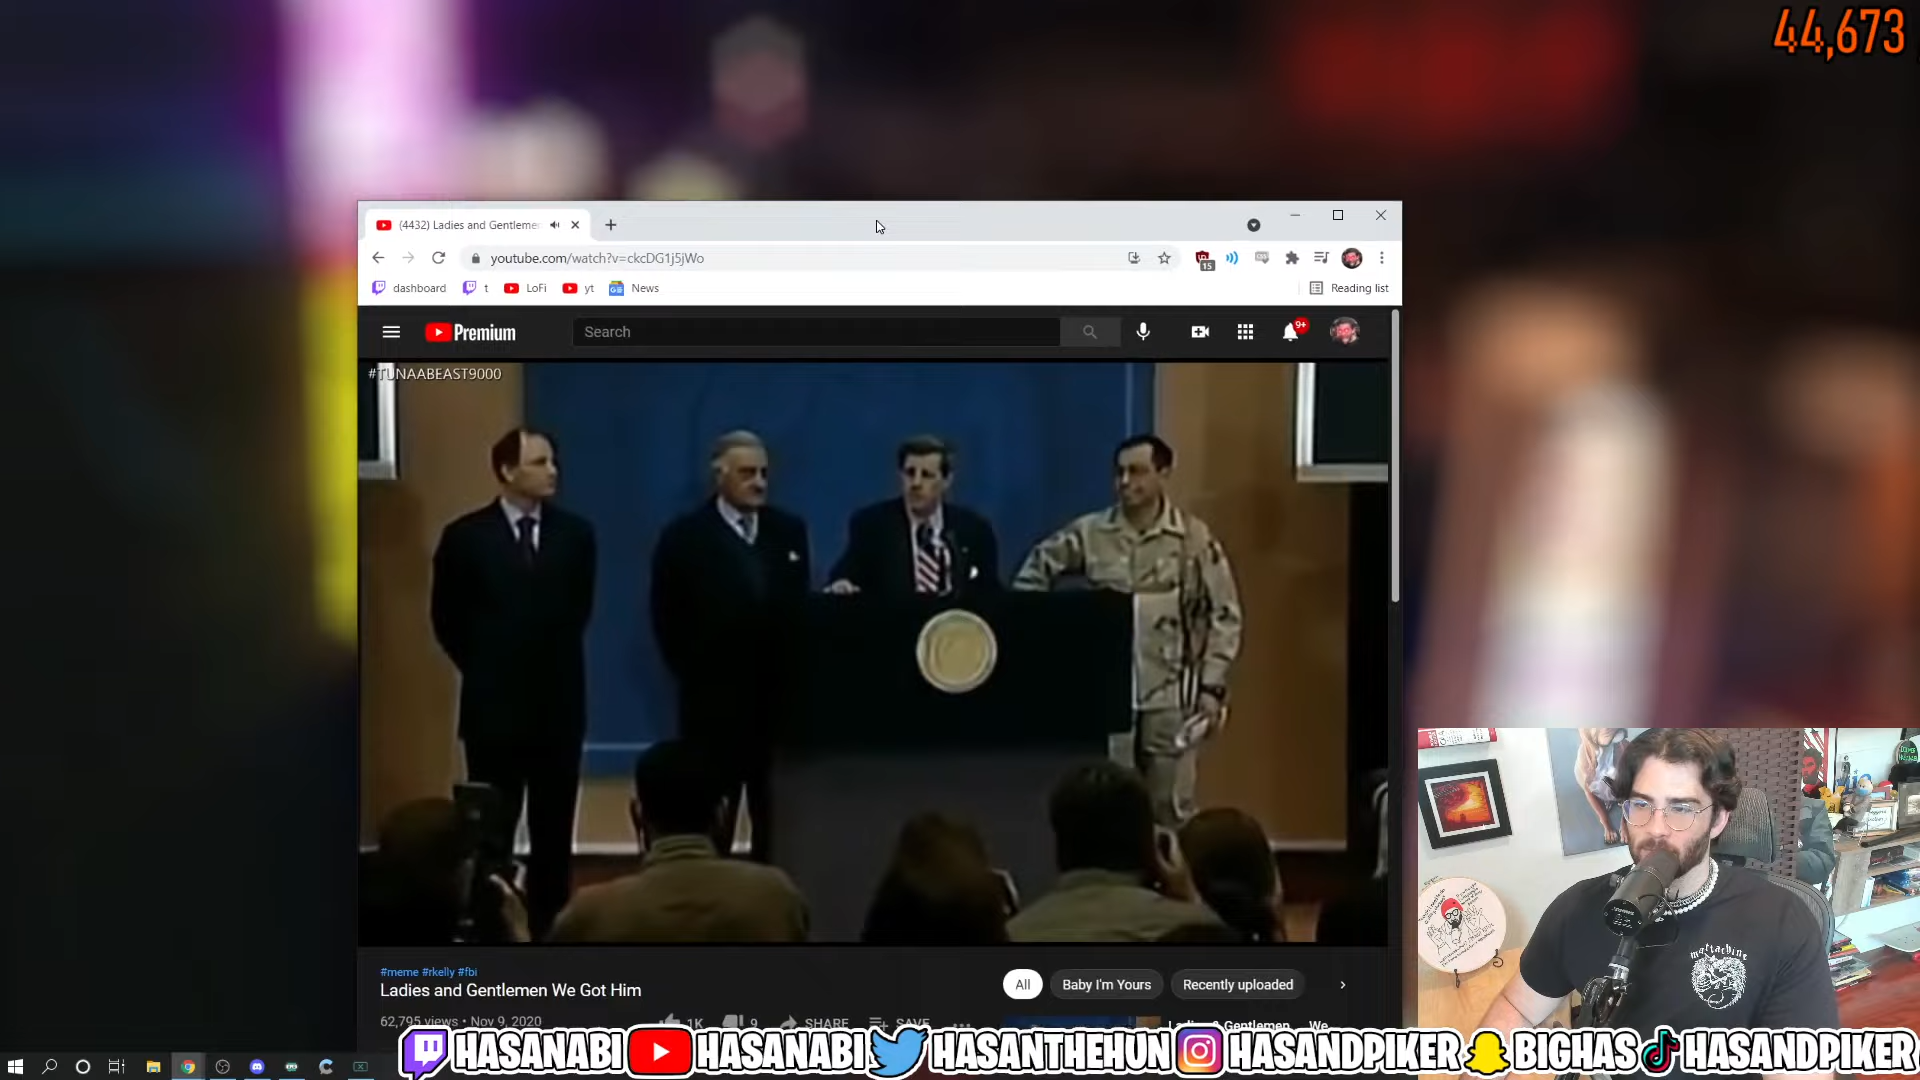 44,673
(4432) Ladies and Gentleme
youtube.com/watch?v=ckcDG1j5jWo
15
dashboard
t
LoFi
yt
News
Reading list
Premium
Search
9+
#TUNAABEAST9000
#meme #rkelly #fbi
Ladies and Gentlemen We Got Him
All
Baby I'm Yours
Recently uploaded
62,795 views • Nov 9, 2020
1K
9
SHARE
SAVE
HASANABI
HASANABI
HASANTHEHUN
HASANDPIKER
BIGHAS
HASANDPIKER